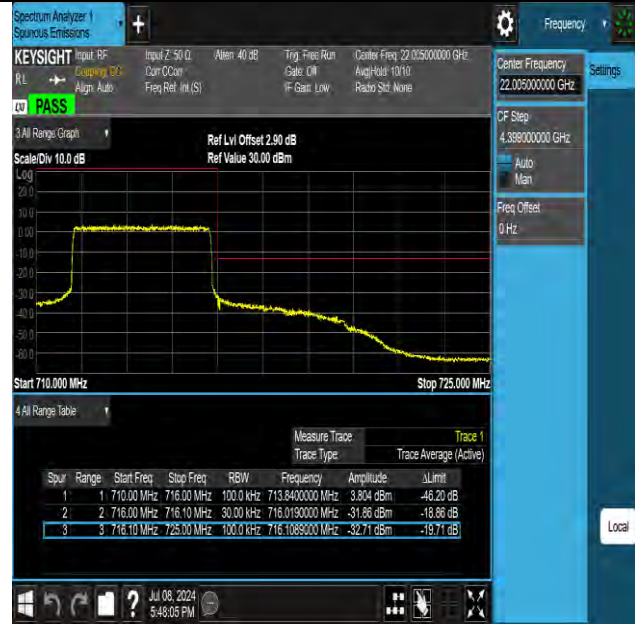 Spectrum Analyzer 1
Spurious Emissions
+
Frequency
KEYSIGHT
RL
Input: RF
Coupling: DC
Align: Auto
Input Z: 50 Ω
Corr CCorr
Freq Ref: Int (S)
Atten: 40 dB
Trig: Free Run
Gate: Off
IF Gain: Low
Center Freq: 22.005000000 GHz
Avg|Hold: 10/10
Radio Std: None
LXI
PASS
3 All Range Graph
Scale/Div 10.0 dB
Ref Lvl Offset 2.90 dB
Ref Value 30.00 dBm
Log
20.0
10.0
0.00
-10.0
-20.0
-30.0
-40.0
-50.0
-60.0
Start 710.000 MHz
Stop 725.000 MHz
4 All Range Table
Measure Trace Trace 1
Trace Type Trace Average (Active)
Spur Range Start Freq Stop Freq RBW Frequency Amplitude ΔLimit
1 1 710.00 MHz 716.00 MHz 100.0 kHz 713.8400000 MHz 3.804 dBm -46.20 dB
2 2 716.00 MHz 716.10 MHz 30.00 kHz 716.0190000 MHz -31.86 dBm -18.86 dB
3 3 716.10 MHz 725.00 MHz 100.0 kHz 716.1089000 MHz -32.71 dBm -19.71 dB
Center Frequency
22.005000000 GHz
Settings
CF Step
4.399000000 GHz
Auto
Man
Freq Offset
0 Hz
Local
?
Jul 08, 2024
5:48:05 PM